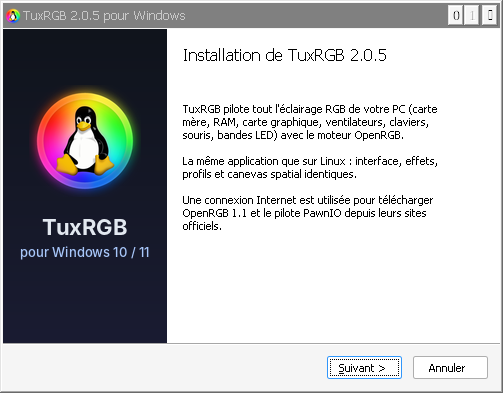 TuxRGB 2.0.5 pour Windows
0 1
Installation de TuxRGB 2.0.5
TuxRGB pilote tout l'éclairage RGB de votre PC (carte
mère, RAM, carte graphique, ventilateurs, claviers,
souris, bandes LED) avec le moteur OpenRGB.
La même application que sur Linux : interface, effets,
profils et canevas spatial identiques.
Une connexion Internet est utilisée pour télécharger
OpenRGB 1.1 et le pilote PawnIO depuis leurs sites
officiels.
TuxRGB
pour Windows 10 / 11
Suivant >
Annuler